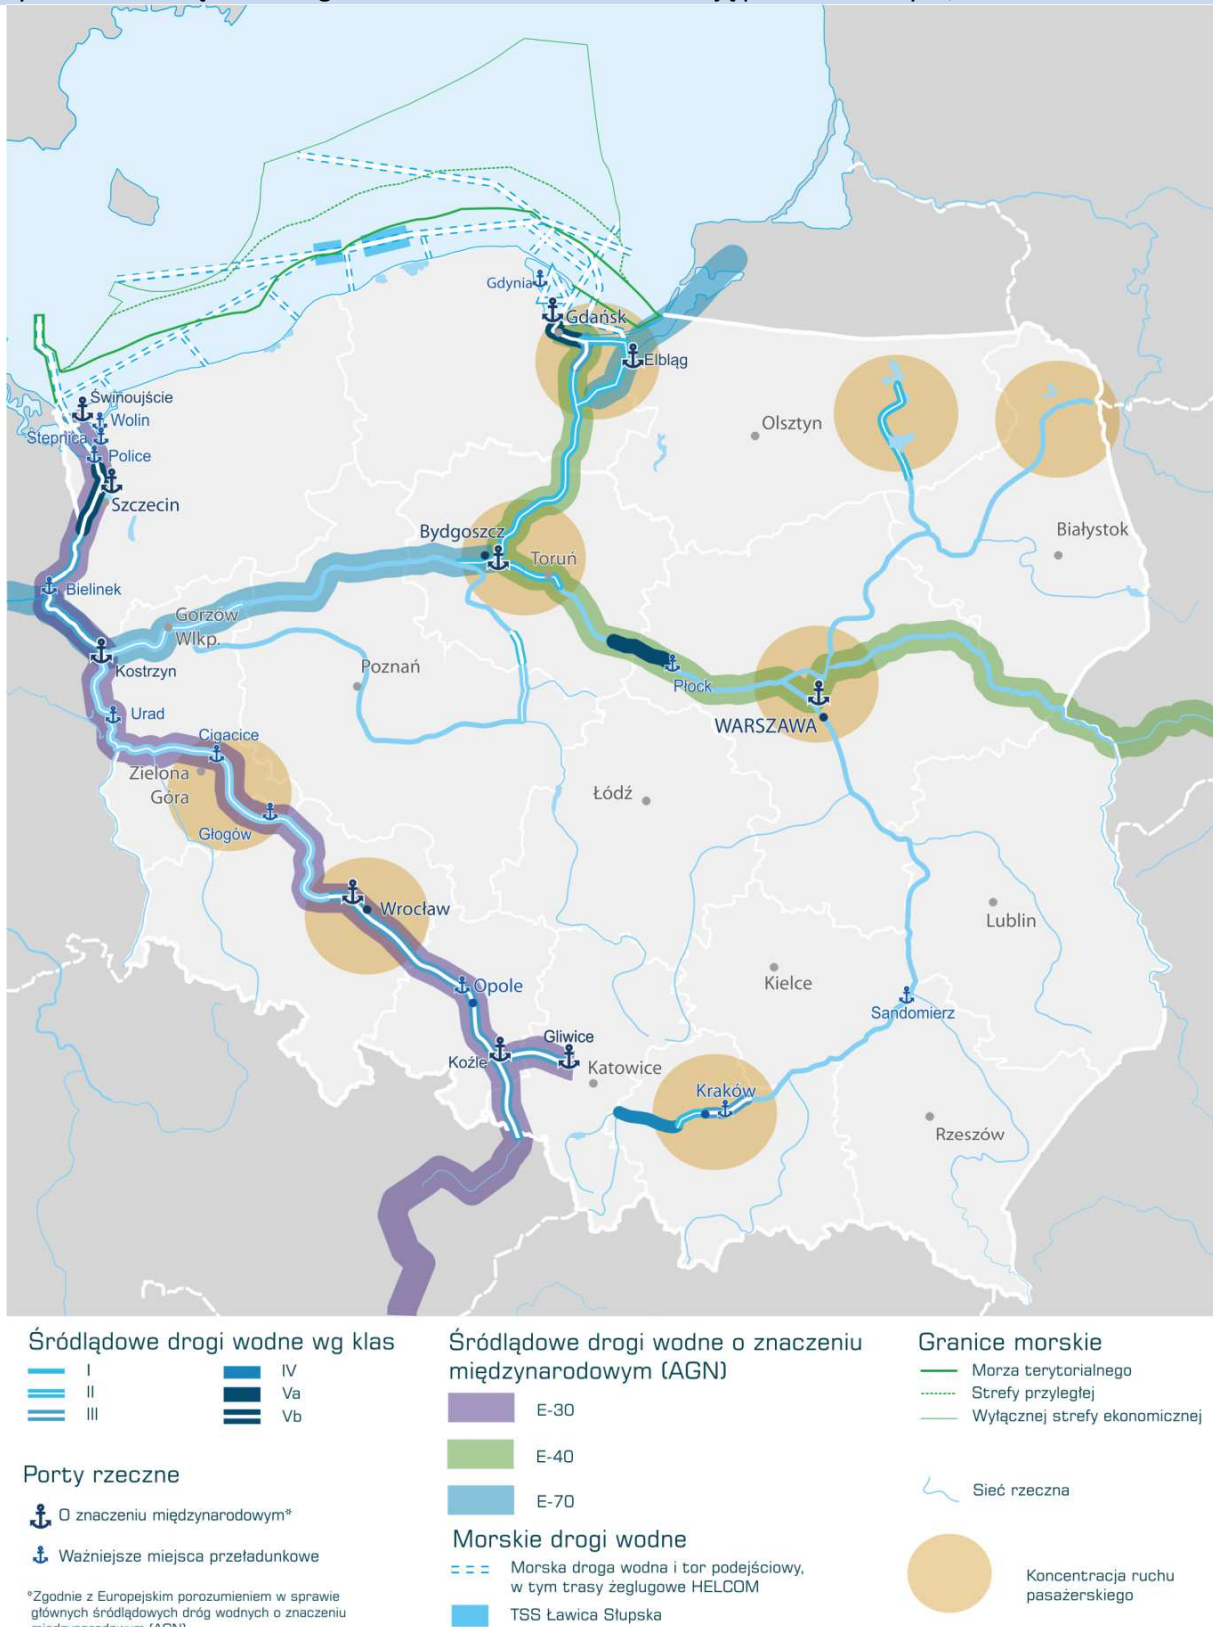 Gdynia
Gdańsk
Elbląg
Świnoujście
Wolin
Stepnica
Police
Szczecin
Olsztyn
Białystok
Bydgoszcz
Toruń
Bielinek
Gorzów
Wlkp.
Kostrzyn
Poznań
Płock
WARSZAWA
Urad
Cigacice
Zielona
Góra
Głogów
Łódź
Wrocław
Lublin
Opole
Kielce
Sandomierz
Gliwice
Koźle
Katowice
Kraków
Rzeszów
Śródlądowe drogi wodne wg klas
I
II
III
IV
Va
Vb
Porty rzeczne
O znaczeniu międzynarodowym*
Ważniejsze miejsca przeładunkowe
*Zgodnie z Europejskim porozumieniem w sprawie
głównych śródlądowych dróg wodnych o znaczeniu
międzynarodowym (AGN)
Śródlądowe drogi wodne o znaczeniu
międzynarodowym (AGN)
E-30
E-40
E-70
Morskie drogi wodne
Morska droga wodna i tor podejściowy,
w tym trasy żeglugowe HELCOM
TSS Ławica Słupska
Granice morskie
Morza terytorialnego
Strefy przyległej
Wyłącznej strefy ekonomicznej
Sieć rzeczna
Koncentracja ruchu
pasażerskiego